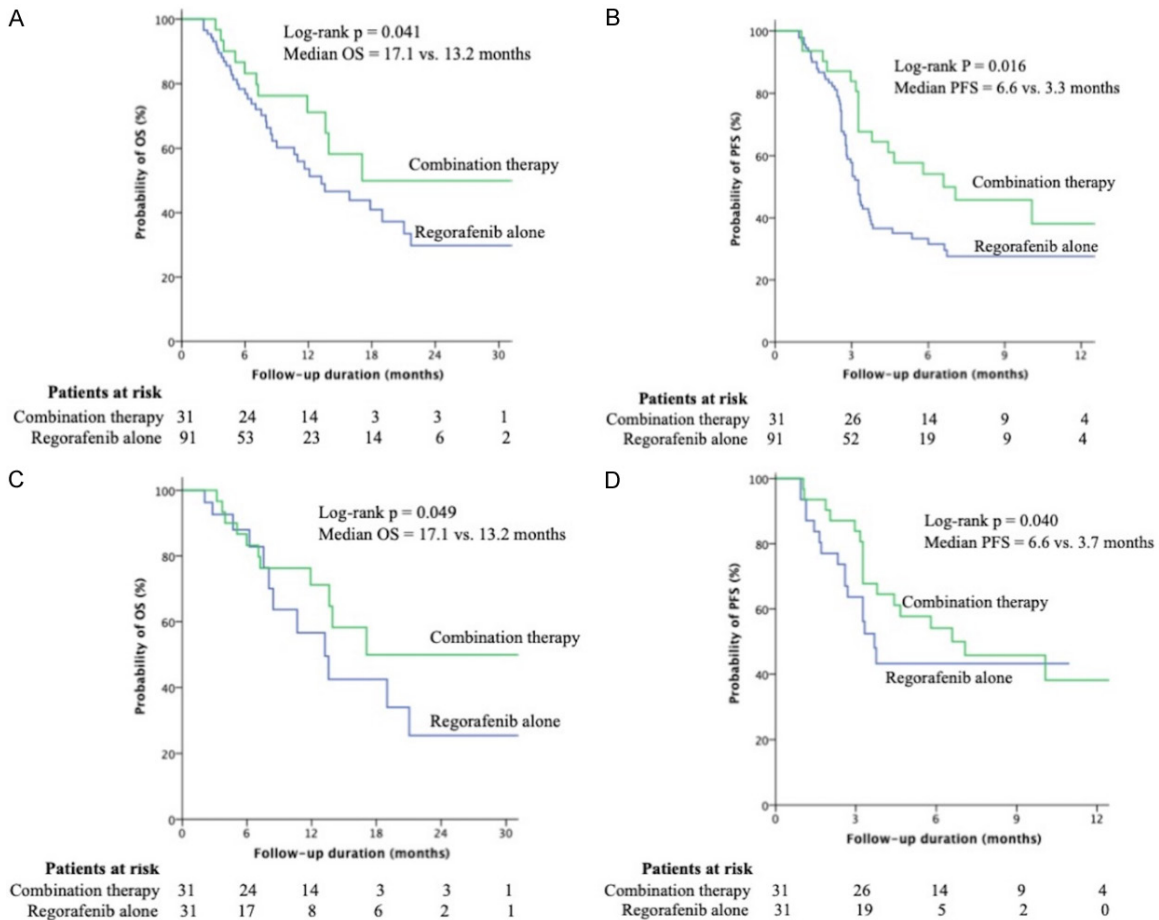 A
Log-rank p = 0.041
Median OS = 17.1 vs. 13.2 months
Probability of OS (%)
100
80
60
40
20
0
Combination therapy
Regorafenib alone
0 6 12 18 24 30
Follow-up duration (months)
Patients at risk
Combination therapy 31 24 14 3 3 1
Regorafenib alone 91 53 23 14 6 2
B
Log-rank P = 0.016
Median PFS = 6.6 vs. 3.3 months
Probability of PFS (%)
100
80
60
40
20
0
Combination therapy
Regorafenib alone
0 3 6 9 12
Follow-up duration (months)
Patients at risk
Combination therapy 31 26 14 9 4
Regorafenib alone 91 52 19 9 4
C
Log-rank p = 0.049
Median OS = 17.1 vs. 13.2 months
Probability of OS (%)
100
80
60
40
20
0
Combination therapy
Regorafenib alone
0 6 12 18 24 30
Follow-up duration (months)
Patients at risk
Combination therapy 31 24 14 3 3 1
Regorafenib alone 31 17 8 6 2 1
D
Log-rank p = 0.040
Median PFS = 6.6 vs. 3.7 months
Probability of PFS (%)
100
80
60
40
20
0
Combination therapy
Regorafenib alone
0 3 6 9 12
Follow-up duration (months)
Patients at risk
Combination therapy 31 26 14 9 4
Regorafenib alone 31 19 5 2 0